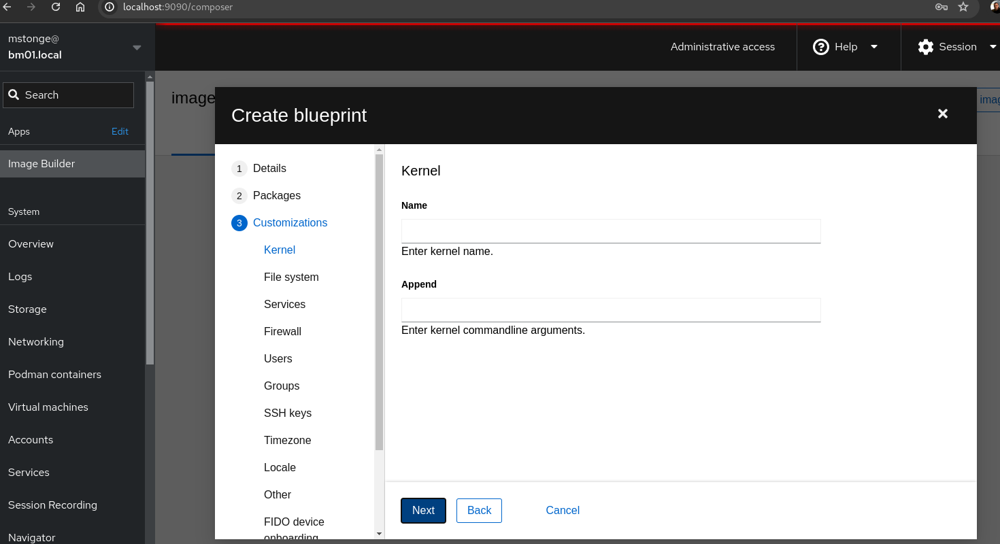 localhost:9090/composer
mstonge@
bm01.local
Administrative access
Help
Session
Search
Apps
Edit
Image Builder
System
Overview
Logs
Storage
Networking
Podman containers
Virtual machines
Accounts
Services
Session Recording
Navigator
image
imag
Create blueprint
1 Details
2 Packages
3 Customizations
Kernel
File system
Services
Firewall
Users
Groups
SSH keys
Timezone
Locale
Other
FIDO device
onboarding
Kernel
Name
Enter kernel name.
Append
Enter kernel commandline arguments.
Next
Back
Cancel